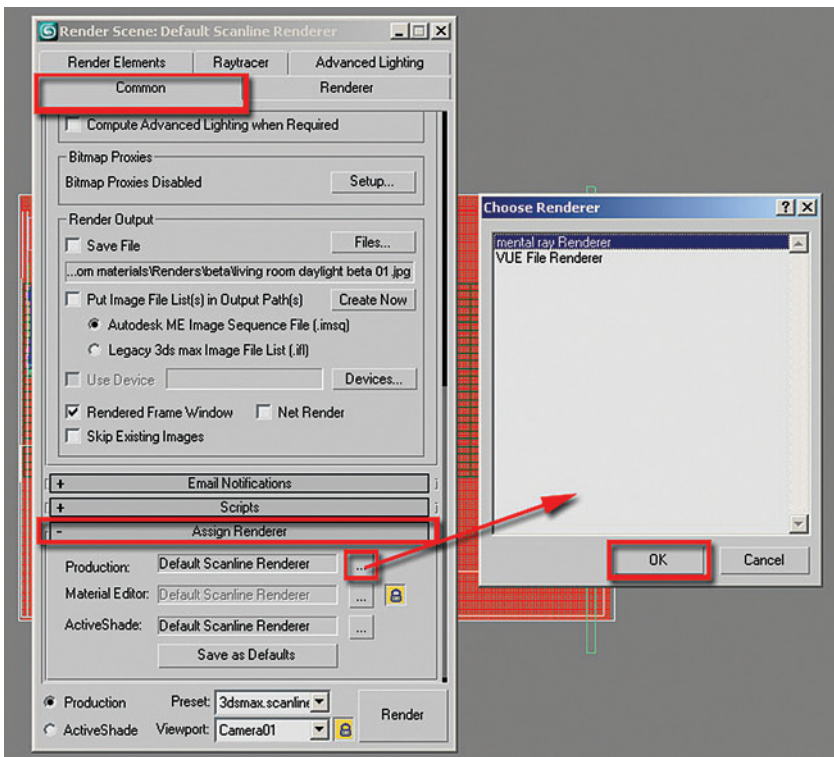 Render Scene: Default Scanline Renderer
Render Elements Raytracer Advanced Lighting
Common Renderer
Compute Advanced Lighting when Required
Bitmap Proxies
Bitmap Proxies Disabled Setup...
Render Output
Save File Files...
...om materials\Renders\beta\living room daylight beta 01.jpg
Put Image File List(s) in Output Path(s) Create Now
Autodesk ME Image Sequence File (.imsq)
Legacy 3ds max Image File List (.ifl)
Use Device Devices...
Rendered Frame Window Net Render
Skip Existing Images
+ Email Notifications
+ Scripts
- Assign Renderer
Production: Default Scanline Renderer ...
Material Editor: Default Scanline Renderer ...
ActiveShade: Default Scanline Renderer ...
Save as Defaults
Production Preset: 3dsmax.scanline
Render
ActiveShade Viewport: Camera01
Choose Renderer
mental ray Renderer
VUE File Renderer
OK Cancel